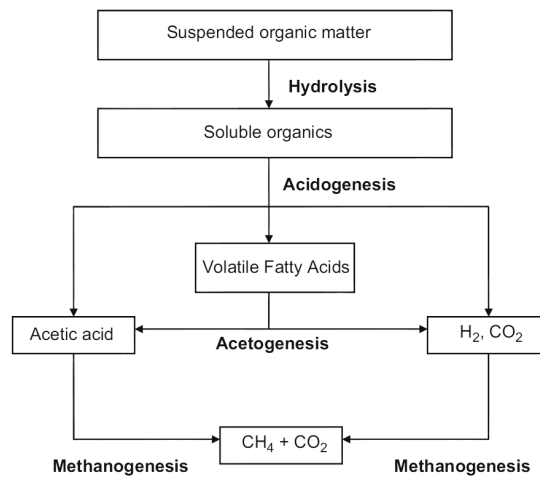 Suspended organic matter
Hydrolysis
Soluble organics
Acidogenesis
Volatile Fatty Acids
Acetic acid
H₂, CO₂
Acetogenesis
CH₄ + CO₂
Methanogenesis
Methanogenesis